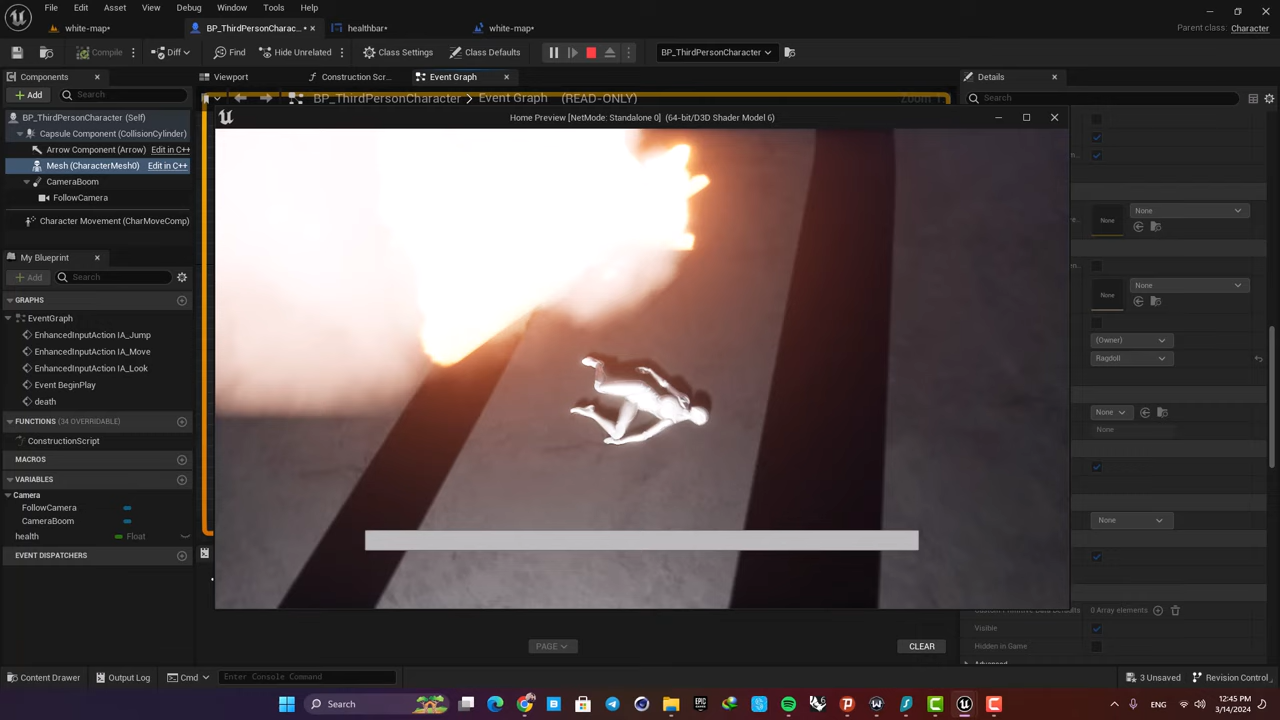 File Edit Asset View Debug Window Tools Help
white-map* BP_ThirdPersonCharac...* healthbar* white-map*
Parent class: Character
Compile Diff Find Hide Unrelated Class Settings Class Defaults BP_ThirdPersonCharacter
Components Viewport Construction Scr... Event Graph Details
Add Search BP_ThirdPersonCharacter > Event Graph (READ-ONLY) Search
BP_ThirdPersonCharacter (Self)
Home Preview [NetMode: Standalone 0] (64-bit/D3D Shader Model 6)
Capsule Component (CollisionCylinder)
Arrow Component (Arrow) Edit in C++
Mesh (CharacterMesh0) Edit in C++
CameraBoom
FollowCamera
Character Movement (CharMoveComp)
None None
My Blueprint
Add Search
None None
GRAPHS
EventGraph
EnhancedInputAction IA_Jump
(Owner)
EnhancedInputAction IA_Move
Ragdoll
EnhancedInputAction IA_Look
Event BeginPlay
death
None
None
FUNCTIONS (34 OVERRIDABLE)
ConstructionScript
MACROS
VARIABLES
Camera
FollowCamera
CameraBoom
None
health Float
EVENT DISPATCHERS
0 Array elements
Visible
Hidden in Game
PAGE CLEAR
Advanced
Content Drawer Output Log Cmd Enter Console Command 3 Unsaved Revision Control
Search
12:45 PM
3/14/2024